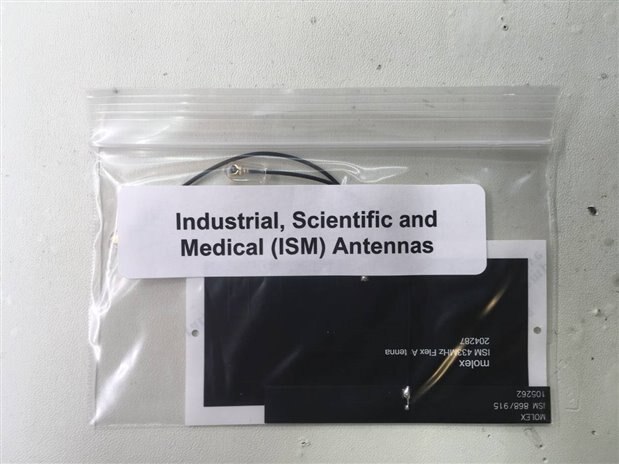 Industrial, Scientific and
Medical (ISM) Antennas
molex
ISM 433MHz Flex Antenna
204287
MOLEX
ISM 868/915
105262